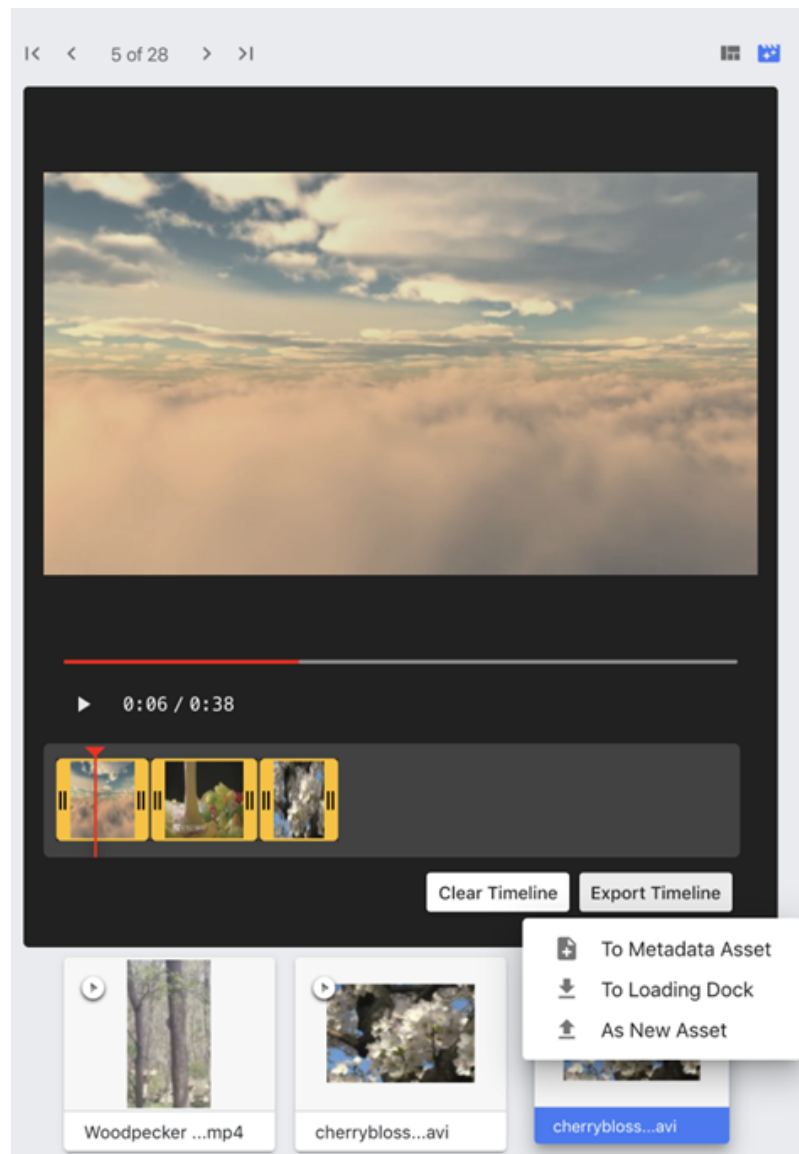 5 of 28
0:06 / 0:38
Clear Timeline Export Timeline
To Metadata Asset
To Loading Dock
As New Asset
Woodpecker ...mp4 cherrybloss...avi cherrybloss...avi